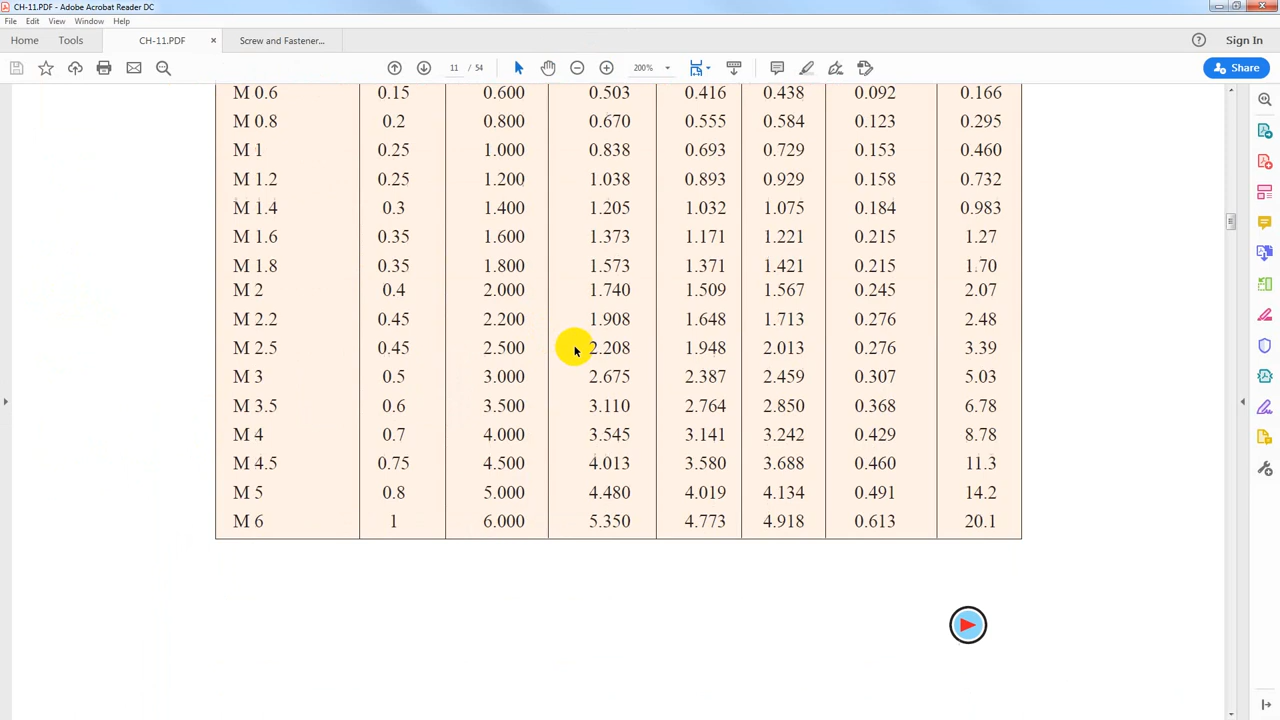 CH-11.PDF - Adobe Acrobat Reader DC
File Edit View Window Help
Home Tools CH-11.PDF × Screw and Fastener... Sign In
11 / 54 200% Share
M 0.6 0.15 0.600 0.503 0.416 0.438 0.092 0.166
M 0.8 0.2 0.800 0.670 0.555 0.584 0.123 0.295
M 1 0.25 1.000 0.838 0.693 0.729 0.153 0.460
M 1.2 0.25 1.200 1.038 0.893 0.929 0.158 0.732
M 1.4 0.3 1.400 1.205 1.032 1.075 0.184 0.983
M 1.6 0.35 1.600 1.373 1.171 1.221 0.215 1.27
M 1.8 0.35 1.800 1.573 1.371 1.421 0.215 1.70
M 2 0.4 2.000 1.740 1.509 1.567 0.245 2.07
M 2.2 0.45 2.200 1.908 1.648 1.713 0.276 2.48
M 2.5 0.45 2.500 2.208 1.948 2.013 0.276 3.39
M 3 0.5 3.000 2.675 2.387 2.459 0.307 5.03
M 3.5 0.6 3.500 3.110 2.764 2.850 0.368 6.78
M 4 0.7 4.000 3.545 3.141 3.242 0.429 8.78
M 4.5 0.75 4.500 4.013 3.580 3.688 0.460 11.3
M 5 0.8 5.000 4.480 4.019 4.134 0.491 14.2
M 6 1 6.000 5.350 4.773 4.918 0.613 20.1